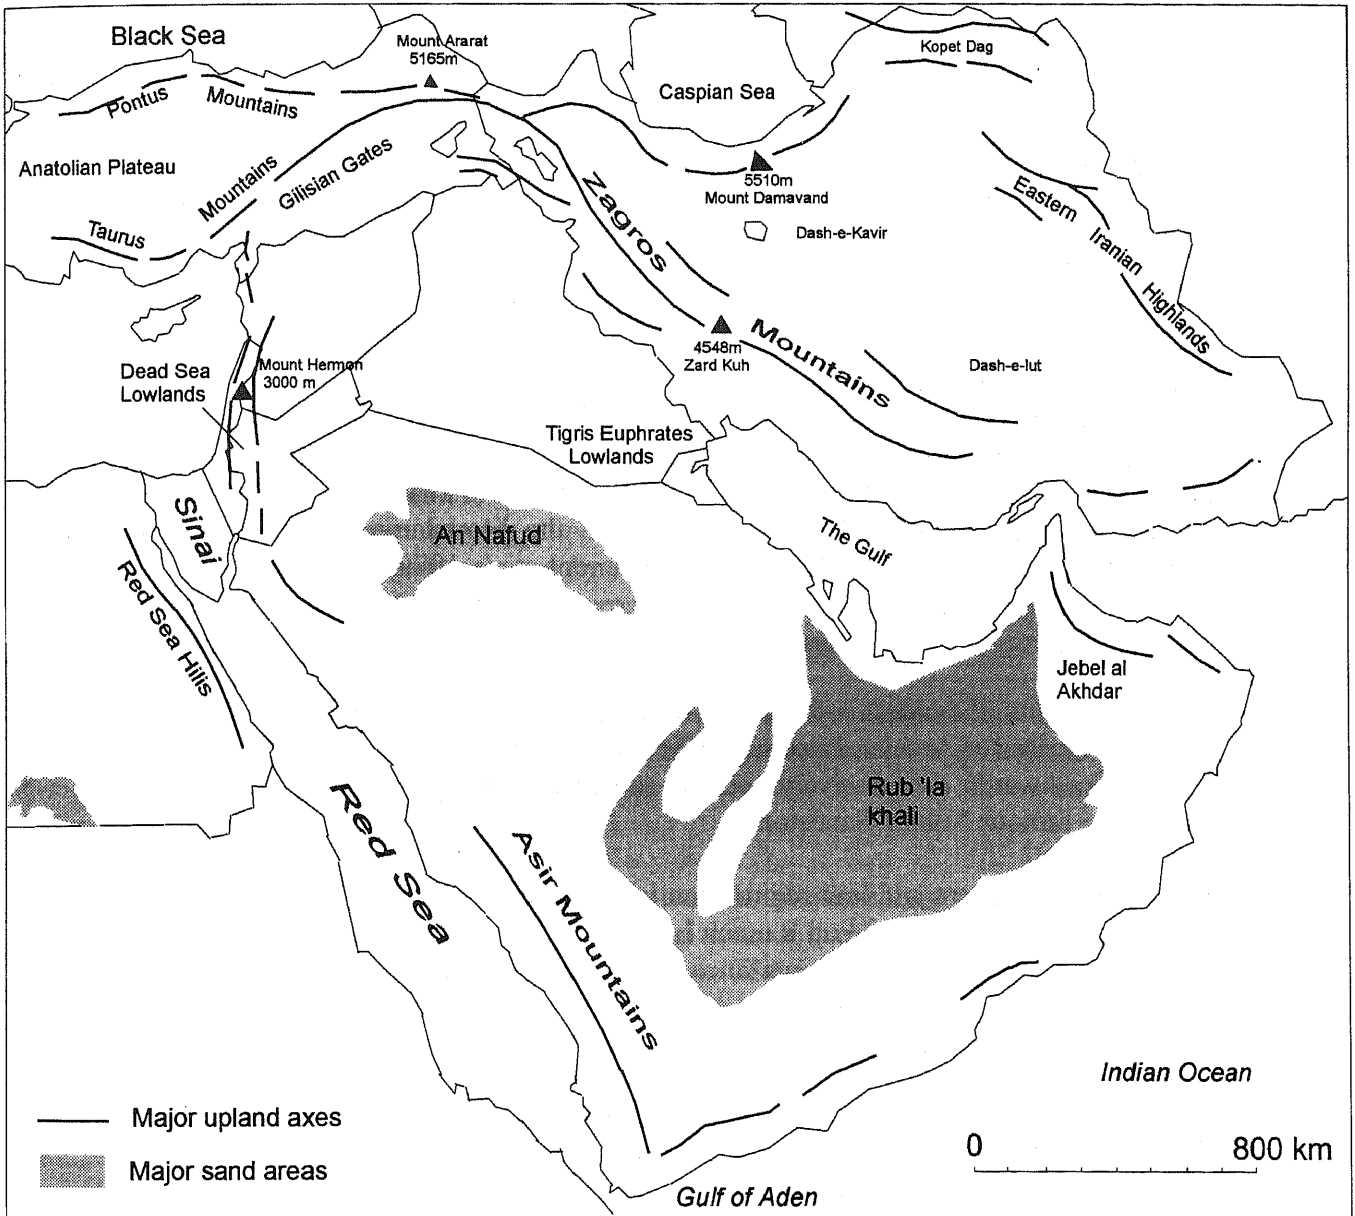 Black Sea
Mount Ararat
5165m
Kopet Dag
Caspian Sea
Pontus Mountains
Anatolian Plateau
Taurus Mountains
Gilisian Gates
5510m
Mount Damavand
Dash-e-Kavir
Zagros Mountains
Eastern Iranian Highlands
4548m
Zard Kuh
Dash-e-lut
Mount Hermon
3000 m
Dead Sea
Lowlands
Tigris Euphrates
Lowlands
Sinai
An Nafud
The Gulf
Red Sea Hilis
Jebel al
Akhdar
Red Sea
Rub 'la
khali
Asir Mountains
Indian Ocean
Major upland axes
Major sand areas
0 800 km
Gulf of Aden